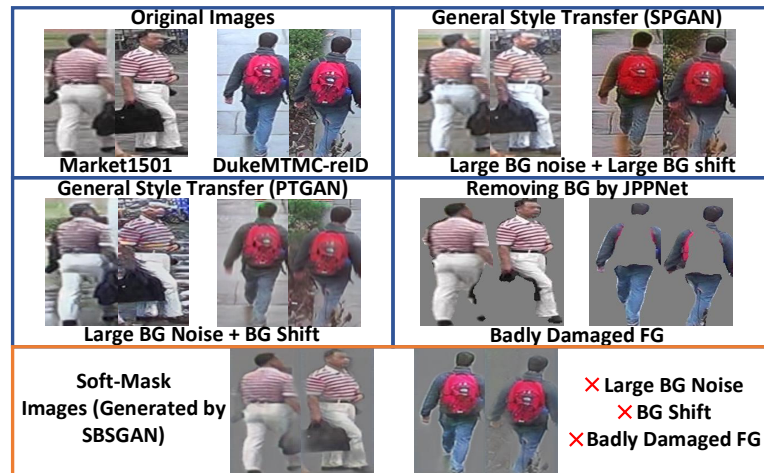 Original Images
Market1501 DukeMTMC-reID
General Style Transfer (SPGAN)
Large BG noise + Large BG shift
General Style Transfer (PTGAN)
Large BG Noise + BG Shift
Removing BG by JPPNet
Badly Damaged FG
Soft-Mask
Images (Generated by
SBSGAN)
× Large BG Noise
× BG Shift
× Badly Damaged FG